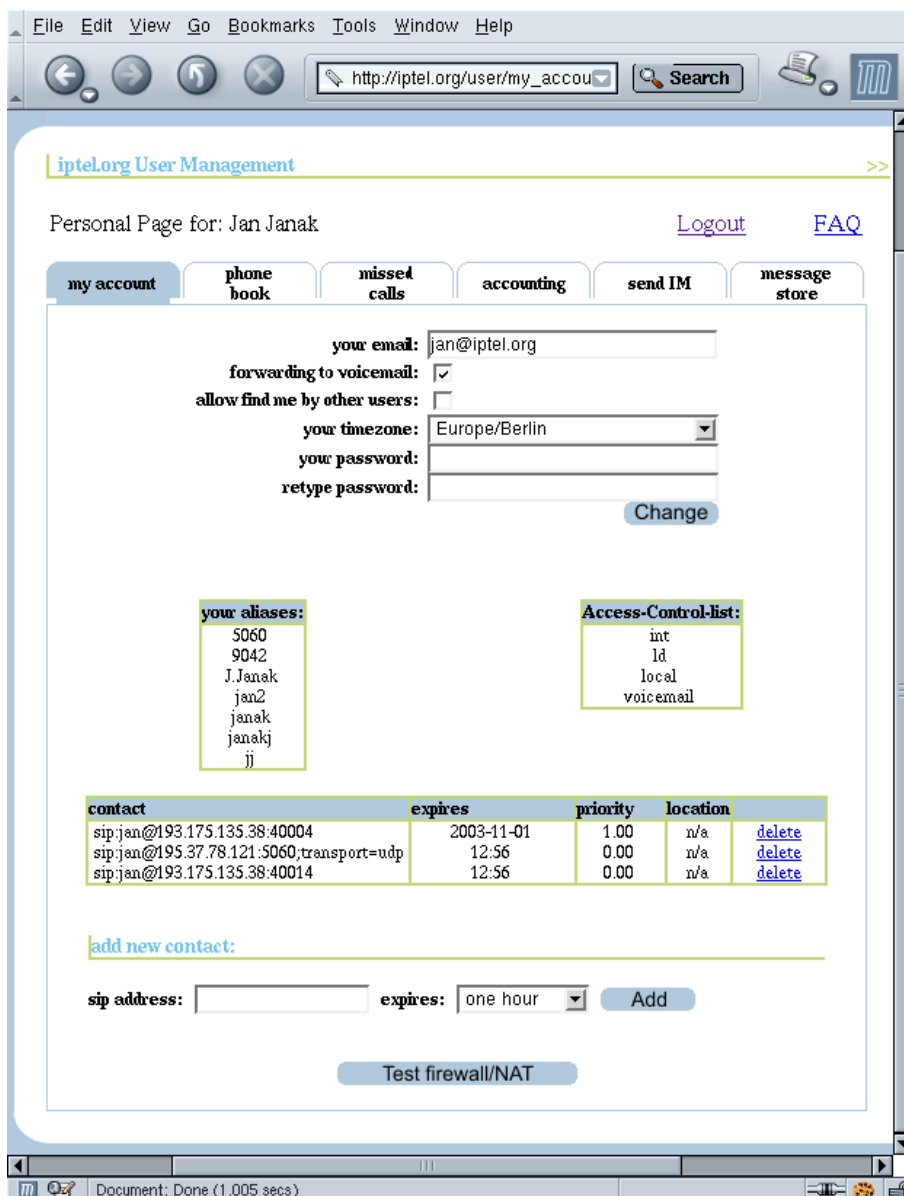 File Edit View Go Bookmarks Tools Window Help
http://iptel.org/user/my_accou Search
iptel.org User Management >>
Personal Page for: Jan Janak Logout FAQ
my account phone book missed calls accounting send IM message store
your email: jan@iptel.org
forwarding to voicemail:
allow find me by other users:
your timezone: Europe/Berlin
your password:
retype password:
Change
your aliases: Access-Control-list:
5060 int
9042 ld
J.Janak local
jan2 voicemail
janak
janakj
jj
contact expires priority location
sip:jan@193.175.135.38:40004 2003-11-01 1.00 n/a delete
sip:jan@195.37.78.121:5060;transport=udp 12:56 0.00 n/a delete
sip:jan@193.175.135.38:40014 12:56 0.00 n/a delete
add new contact:
sip address: expires: one hour Add
Test firewall/NAT
Document: Done (1.005 secs)